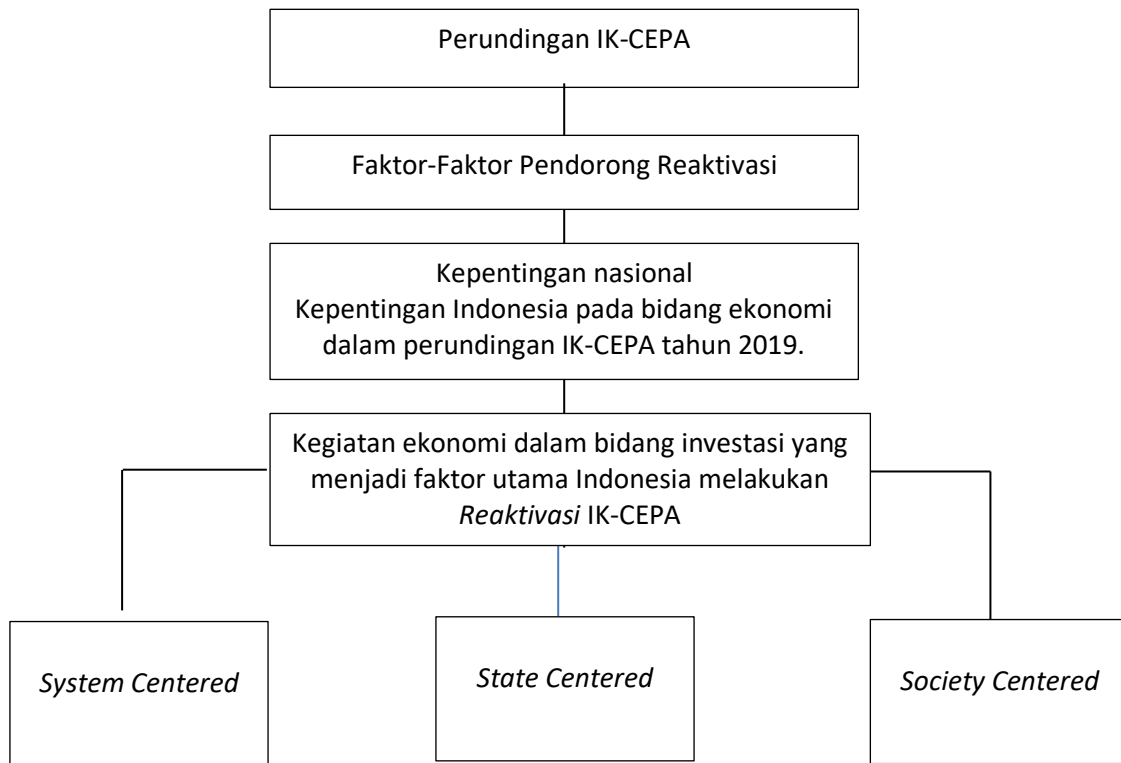 Perundingan IK-CEPA
Faktor-Faktor Pendorong Reaktivasi
Kepentingan nasional
Kepentingan Indonesia pada bidang ekonomi
dalam perundingan IK-CEPA tahun 2019.
Kegiatan ekonomi dalam bidang investasi yang
menjadi faktor utama Indonesia melakukan
Reaktivasi IK-CEPA
System Centered
State Centered
Society Centered